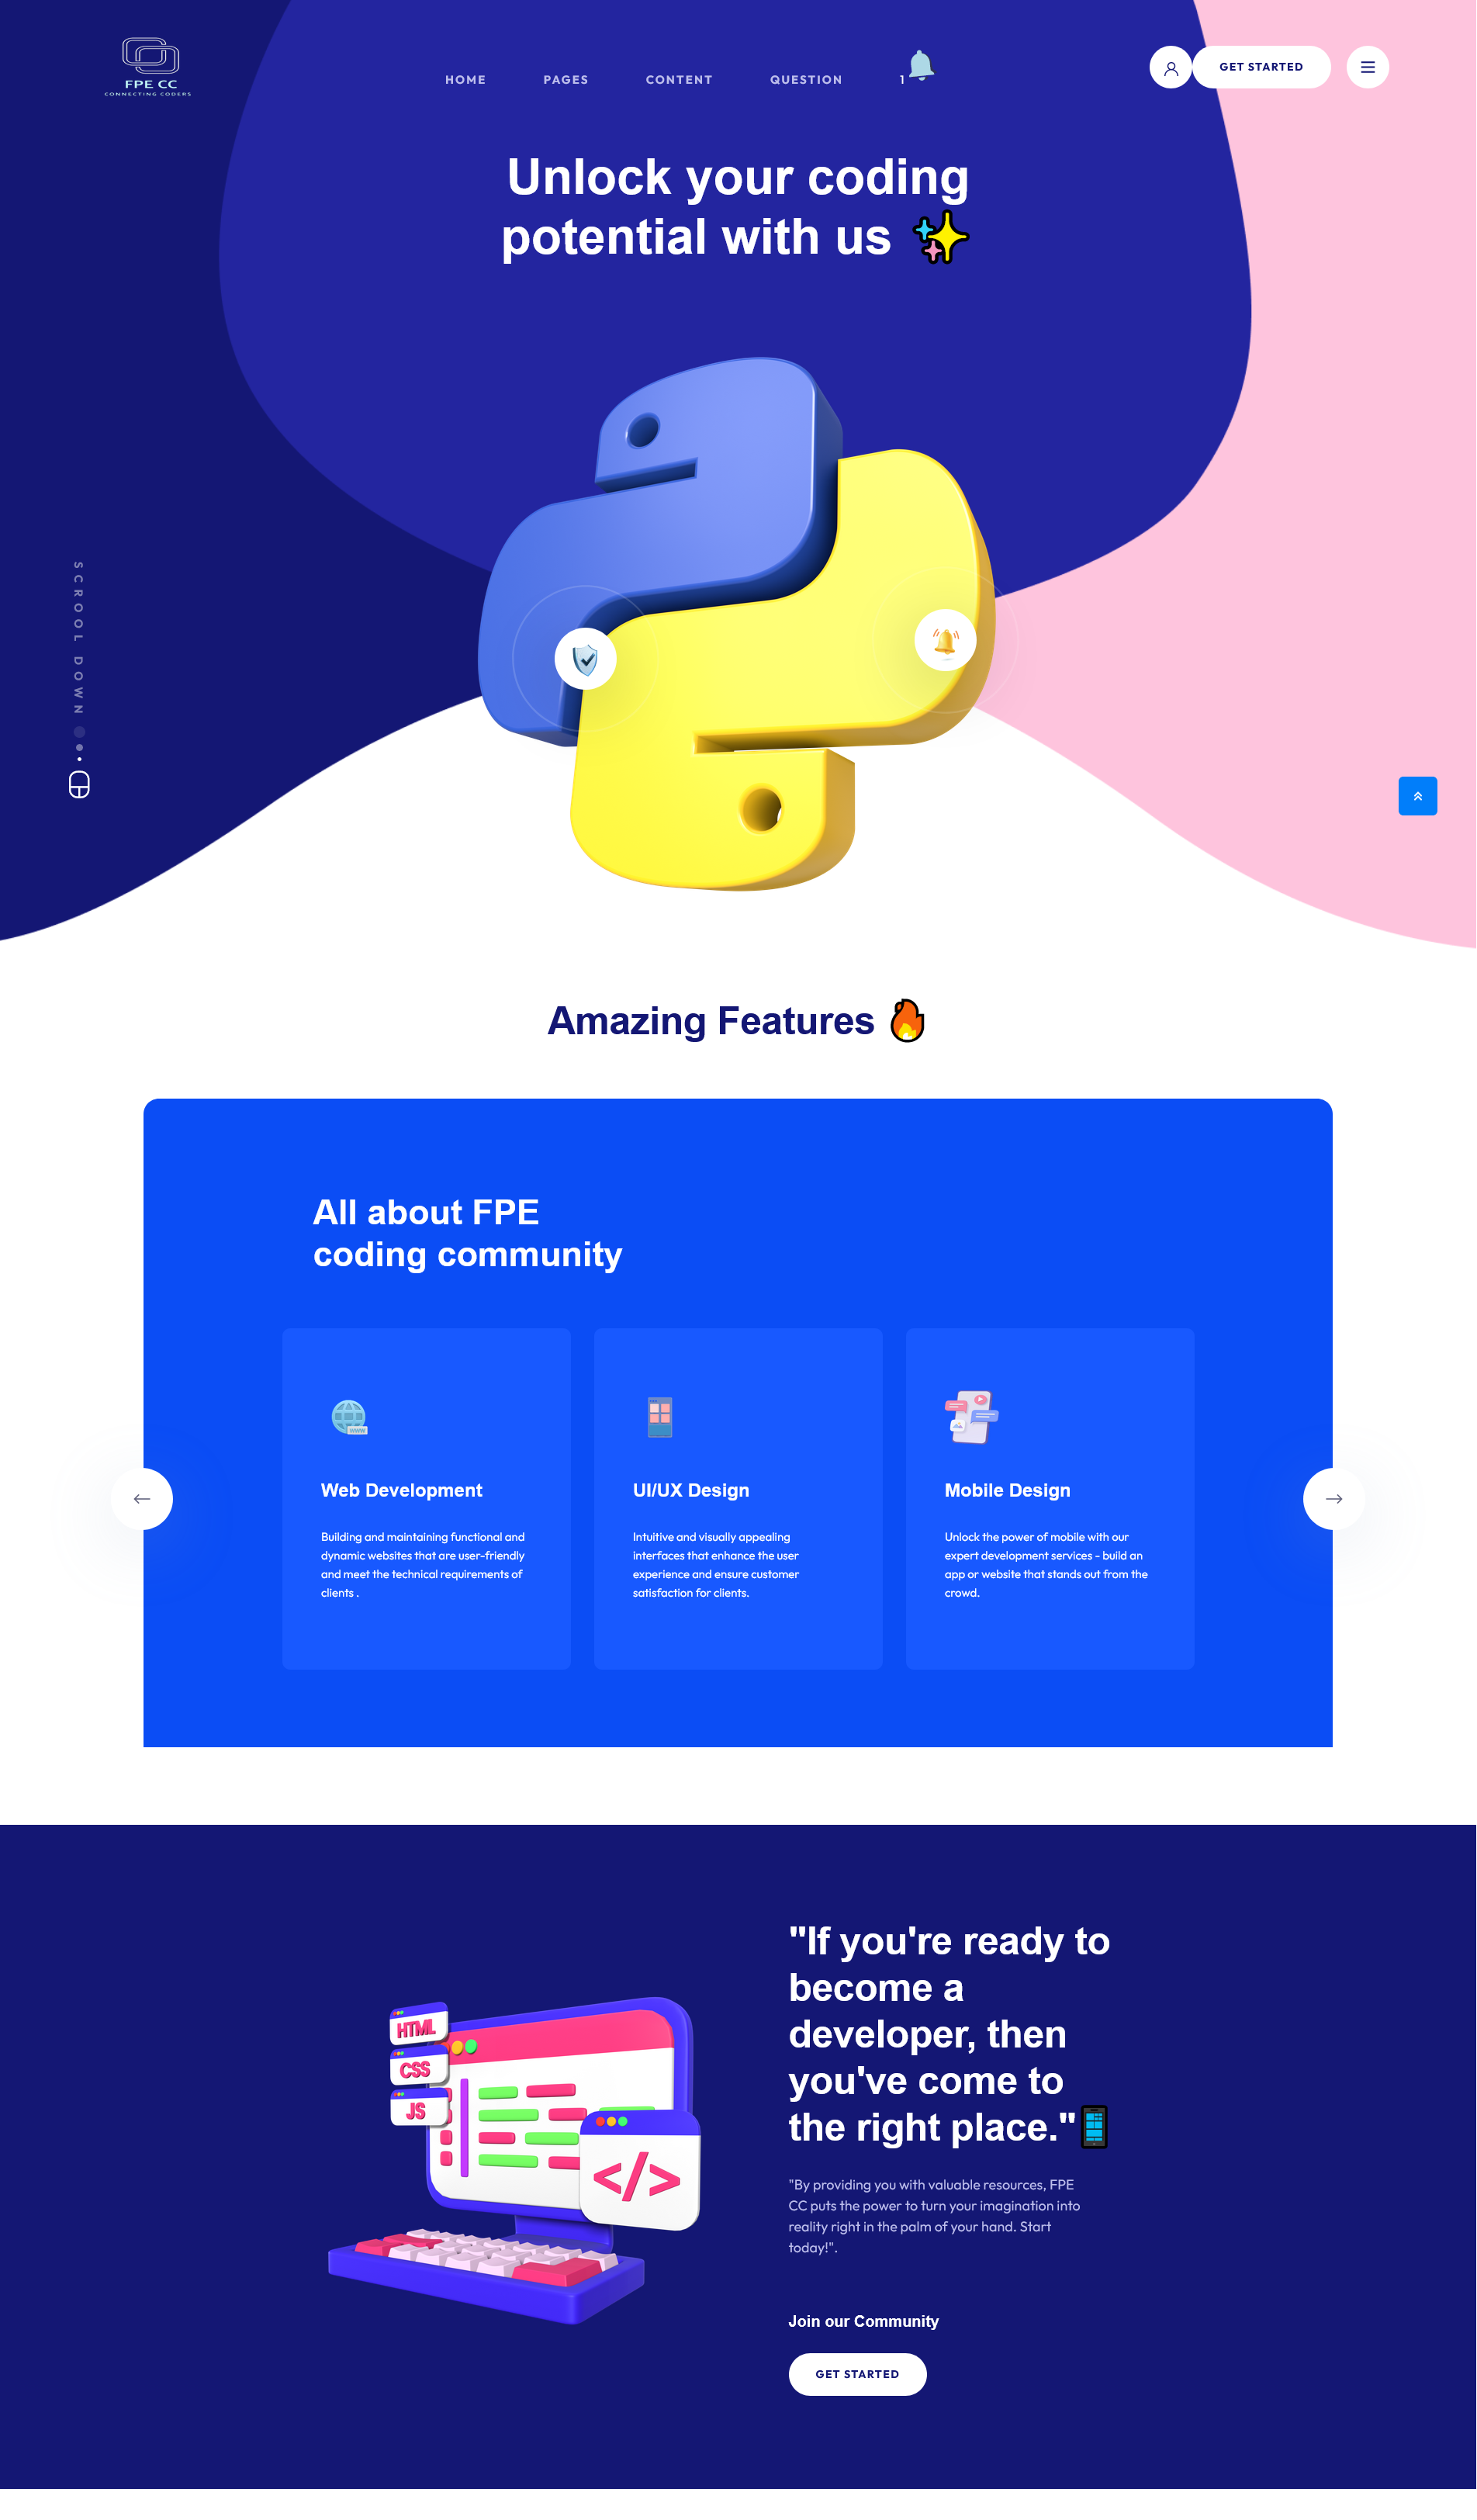 FPE CC
CONNECTING CODERS
HOME
PAGES
CONTENT
QUESTION
1
GET STARTED
Unlock your coding
potential with us
SCROOL DOWN
Amazing Features
All about FPE
coding community
www
Web Development
Building and maintaining functional and
dynamic websites that are user-friendly
and meet the technical requirements of
clients .
UI/UX Design
Intuitive and visually appealing
interfaces that enhance the user
experience and ensure customer
satisfaction for clients.
Mobile Design
Unlock the power of mobile with our
expert development services - build an
app or website that stands out from the
crowd.
HTML
CSS
JS
</>
"If you're ready to
become a
developer, then
you've come to
the right place."
"By providing you with valuable resources, FPE
CC puts the power to turn your imagination into
reality right in the palm of your hand. Start
today!".
Join our Community
GET STARTED